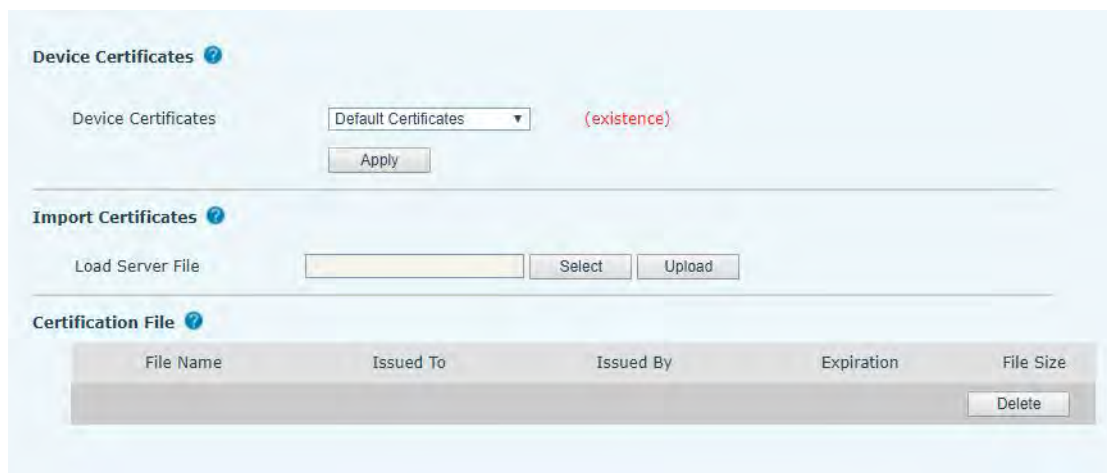 Device Certificates
Device Certificates Default Certificates (existence)
Apply
Import Certificates
Load Server File Select Upload
Certification File
File Name Issued To Issued By Expiration File Size
Delete